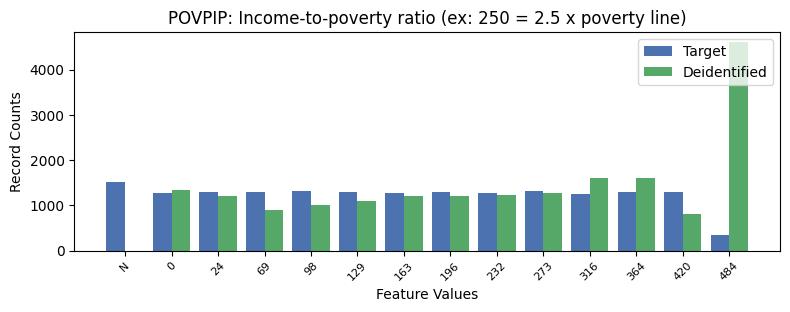 POVPIP: Income-to-poverty ratio (ex: 250 = 2.5 x poverty line)
Target
Deidentified
Record Counts
4000
3000
2000
1000
0
N 0 24 69 98 129 163 196 232 273 316 364 420 484
Feature Values